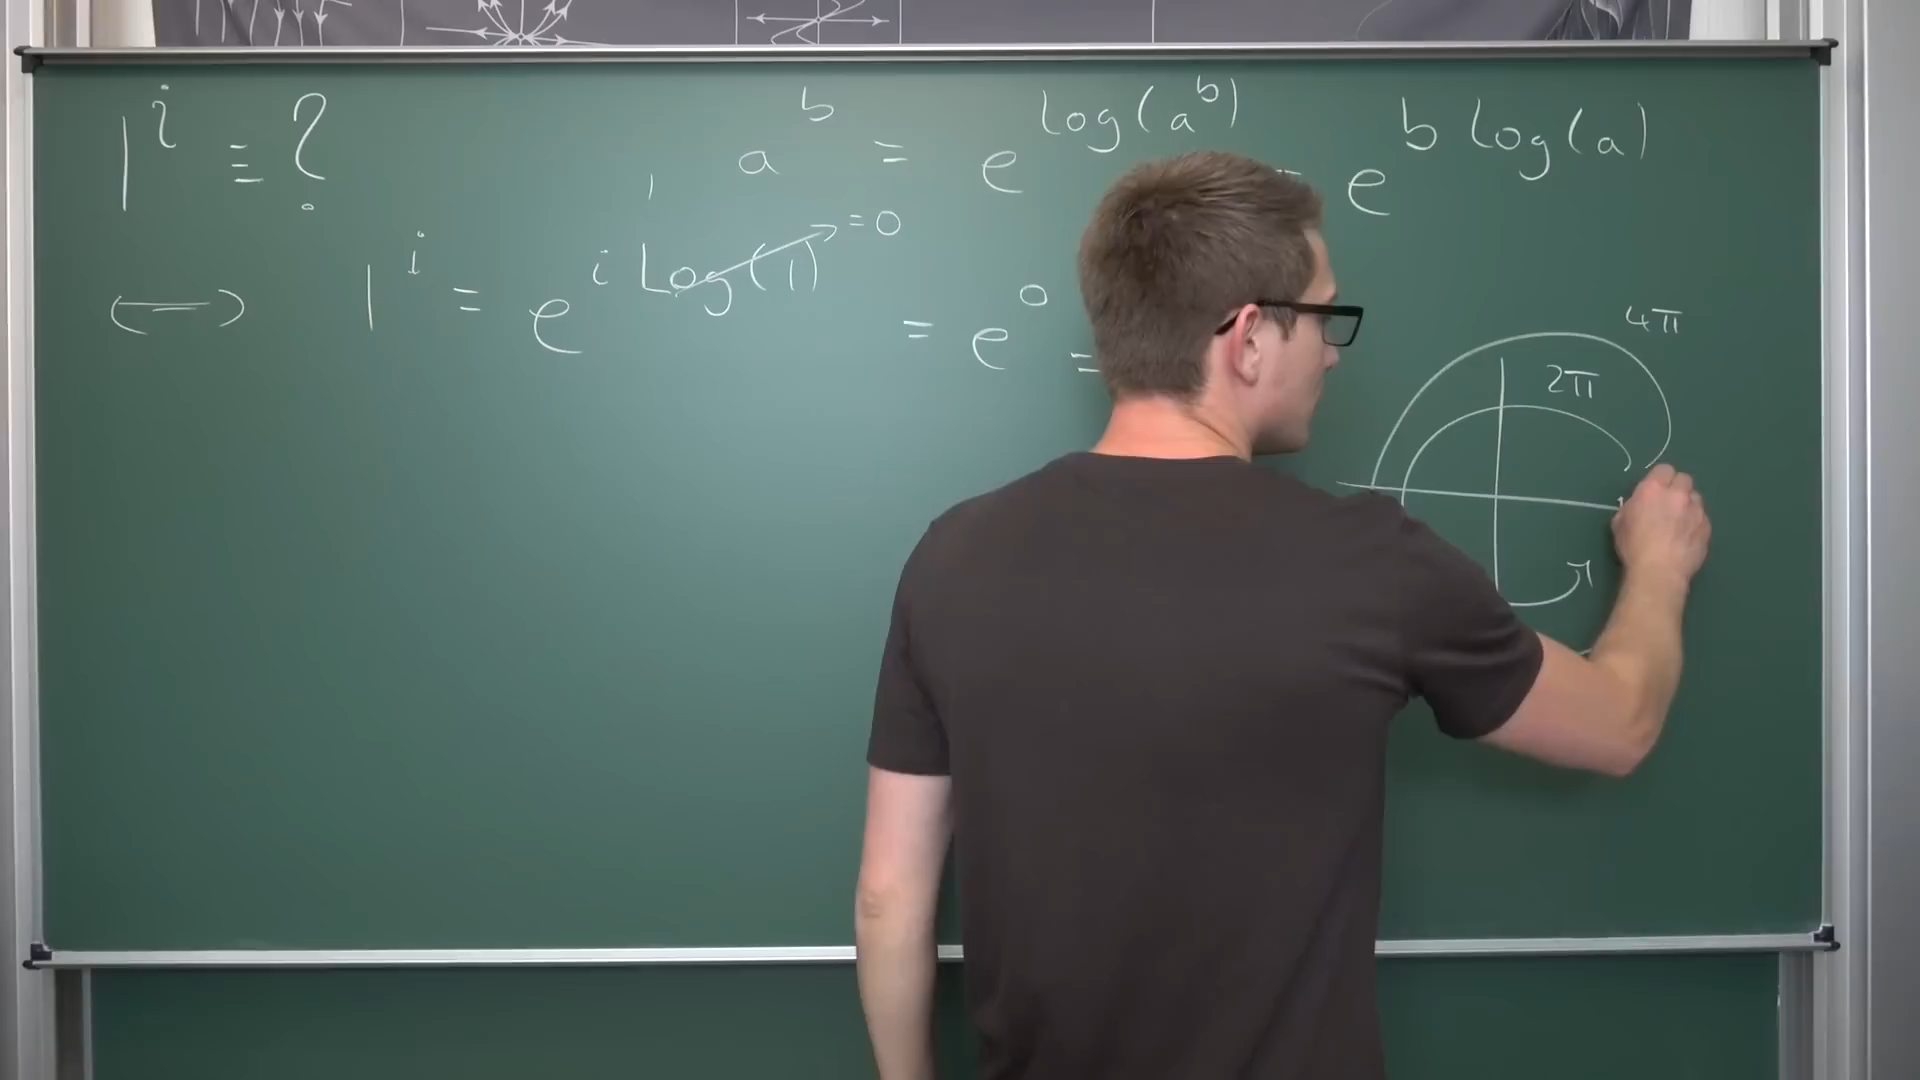 1^i ≡ ?
a^b = e^{log(a^b)} = e^{b log(a)}
⟺ 1^i = e^{i Log(1)} = 0 = e^0 =
4π
2π